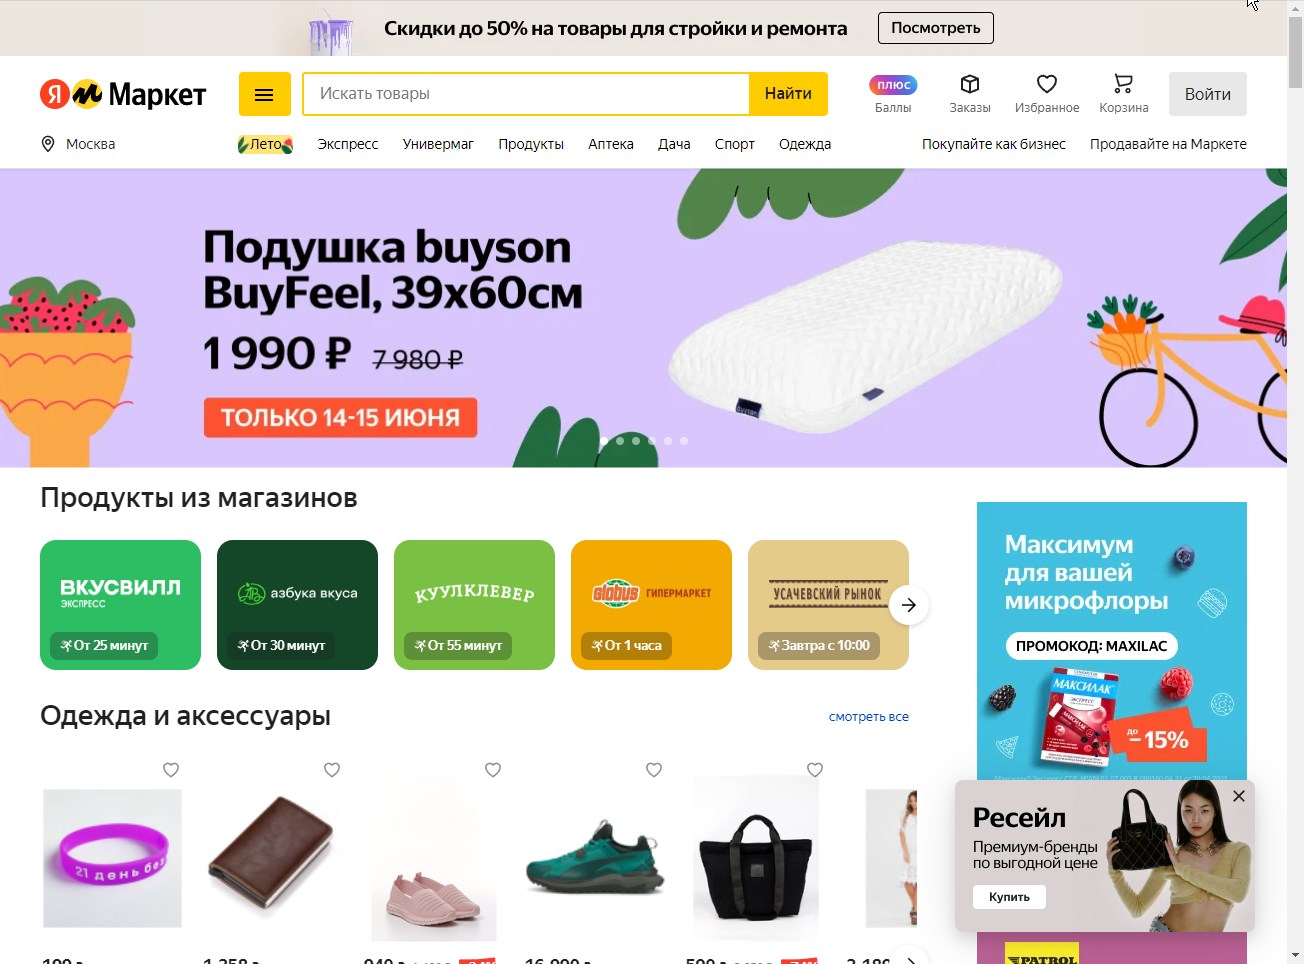 Скидки до 50% на товары для стройки и ремонта
Посмотреть
Я М Маркет
Искать товары
Найти
плюс
Баллы
Заказы
Избранное
Корзина
Войти
Москва
Лето
Экспресс
Универмаг
Продукты
Аптека
Дача
Спорт
Одежда
Покупайте как бизнес
Продавайте на Маркете
Подушка buyson
BuyFeel, 39х60см
1 990 ₽ 7 980 ₽
ТОЛЬКО 14-15 ИЮНЯ
Продукты из магазинов
ВКУСВИЛЛ
ЭКСПРЕСС
От 25 минут
азбука вкуса
От 30 минут
КУУЛКЛЕВЕР
От 55 минут
Globus ГИПЕРМАРКЕТ
От 1 часа
УСАЧЕВСКИЙ РЫНОК
Завтра с 10:00
Максимум
для вашей
микрофлоры
ПРОМОКОД: MAXILAC
МАКСИЛАК
ЭКСПРЕСС
до −15%
Одежда и аксессуары
смотреть все
21 день без
Ресейл
Премиум-бренды
по выгодной цене
Купить
PATROL